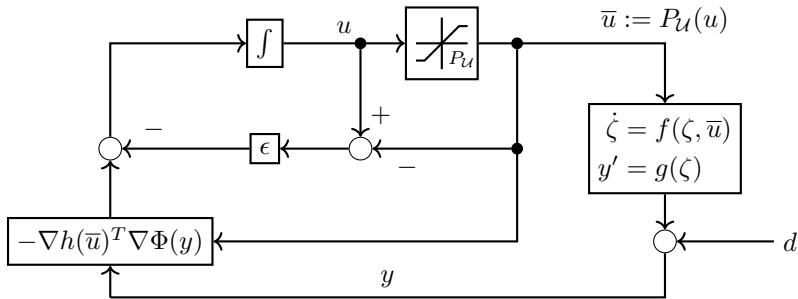 u
∫
P_𝒰
u̅ := P_𝒰(u)
−
+
ϵ
−
ζ̇ = f(ζ, u̅)
y′ = g(ζ)
−∇h(u̅)^T ∇Φ(y)
d
y